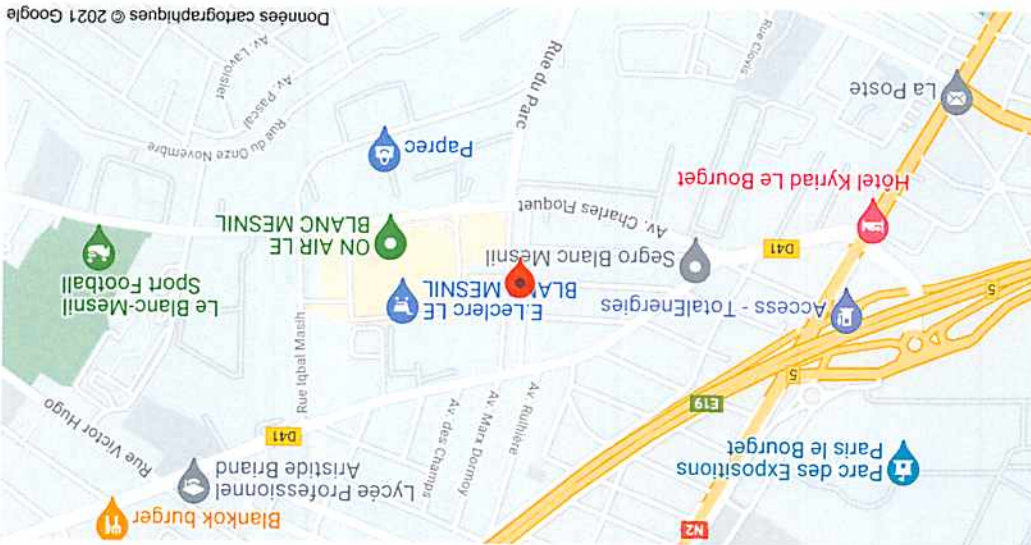 N2
Blankok burger
Parc des Expositions
Paris le Bourget
Lycée Professionnel
Aristide Briand
Rue Victor Hugo
D41
E19
Av. Rulhière
Av. Marx Dormoy
Av. des Champs
Rue Iqbal Masih
5
5
Access - TotalEnergies
E.Leclerc LE
BLANC MESNIL
Le Blanc-Mesnil
Sport Football
Segro Blanc Mesnil
D41
ON AIR LE
BLANC MESNIL
Av. Charles Floquet
Hôtel Kyriad Le Bourget
Paprec
La Poste
Rue du Parc
Rue du Onze Novembre
Av. Pascal
Av. Lavoisier
Rue Clovis
Données cartographiques © 2021 Google